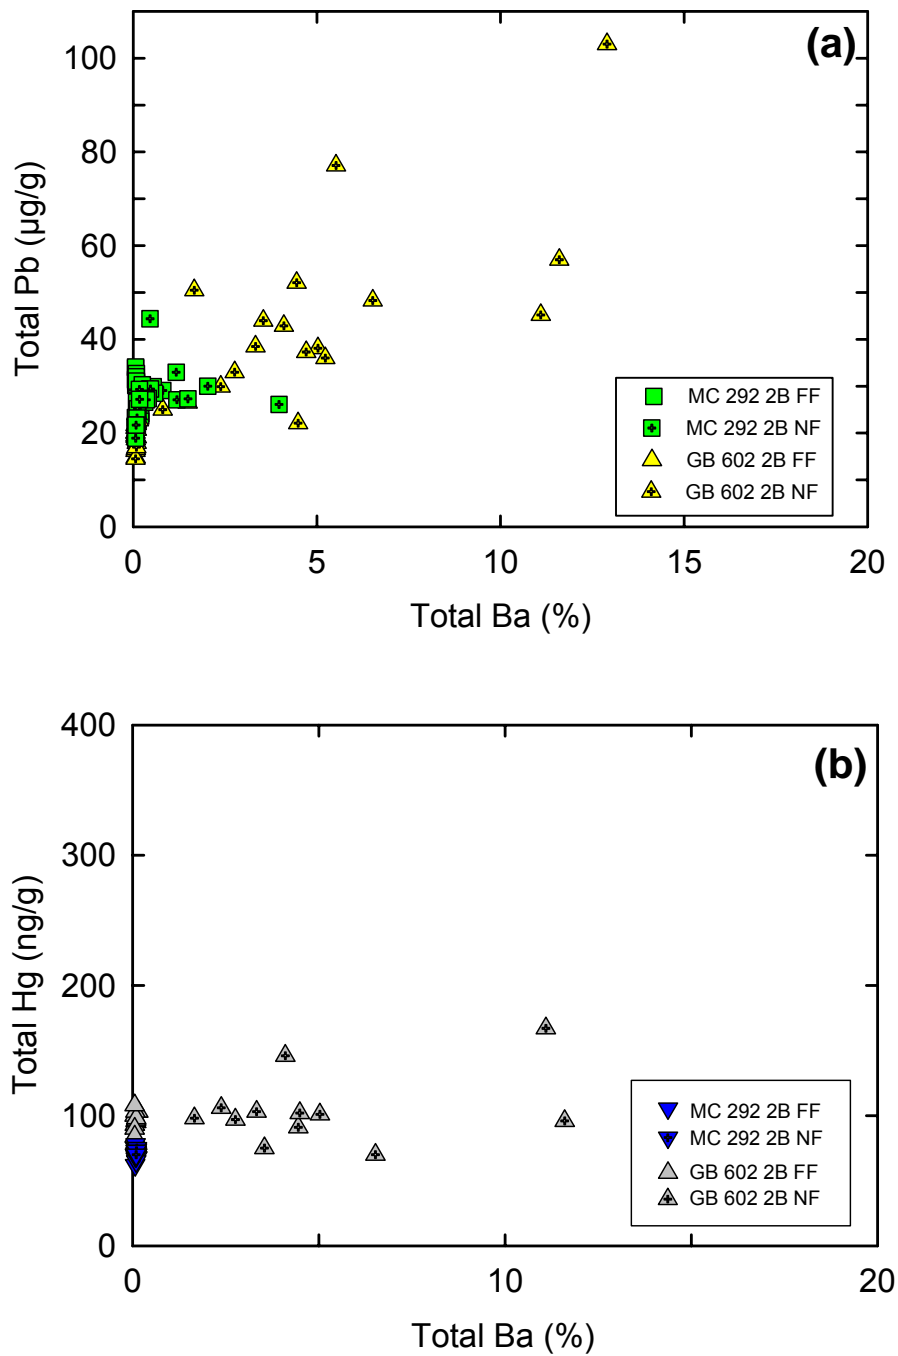 (a)
100
80
60
40
20
0
Total Pb (µg/g)
MC 292 2B FF
MC 292 2B NF
GB 602 2B FF
GB 602 2B NF
0 5 10 15 20
Total Ba (%)
(b)
400
300
200
100
0
Total Hg (ng/g)
MC 292 2B FF
MC 292 2B NF
GB 602 2B FF
GB 602 2B NF
0 10 20
Total Ba (%)